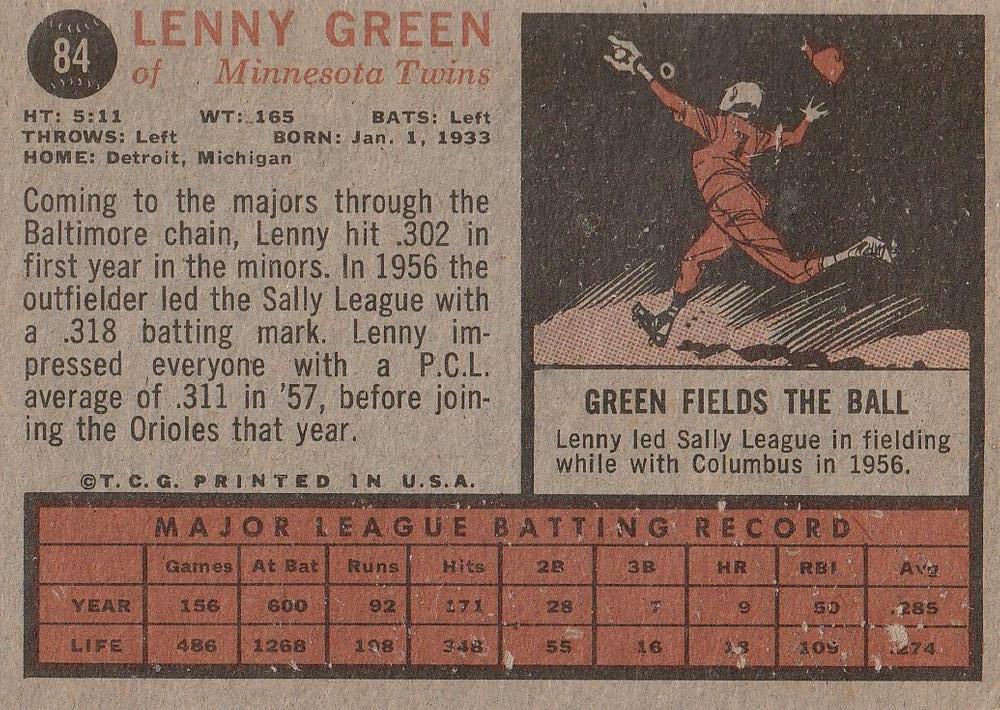 84
LENNY GREEN
of Minnesota Twins
HT: 5:11 WT: 165 BATS: Left
THROWS: Left BORN: Jan. 1, 1933
HOME: Detroit, Michigan
Coming to the majors through the
Baltimore chain, Lenny hit .302 in
first year in the minors. In 1956 the
outfielder led the Sally League with
a .318 batting mark. Lenny im-
pressed everyone with a P.C.L.
average of .311 in '57, before join-
ing the Orioles that year.
©T.C.G. PRINTED IN U.S.A.
GREEN FIELDS THE BALL
Lenny led Sally League in fielding
while with Columbus in 1956.
MAJOR LEAGUE BATTING RECORD
Games At Bat Runs Hits 2B 3B HR RBI Avg
YEAR 156 600 92 171 28 7 9 50 .285
LIFE 486 1268 198 348 55 16 18 109 .274